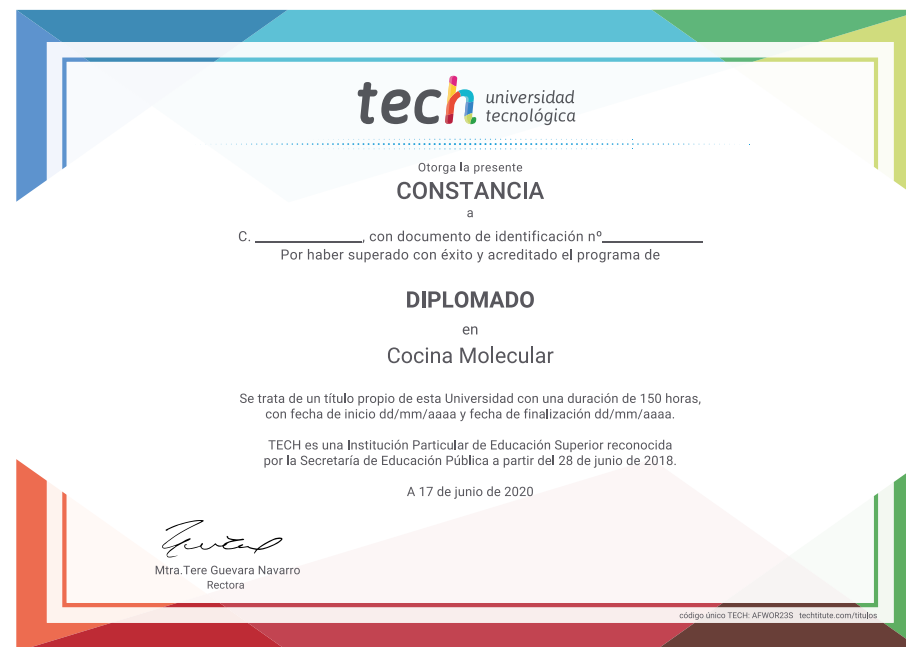 tech universidad
tecnológica
Otorga la presente
CONSTANCIA
a
C. ______________, con documento de identificación nº_____________
Por haber superado con éxito y acreditado el programa de
DIPLOMADO
en
Cocina Molecular
Se trata de un título propio de esta Universidad con una duración de 150 horas,
con fecha de inicio dd/mm/aaaa y fecha de finalización dd/mm/aaaa.
TECH es una Institución Particular de Educación Superior reconocida
por la Secretaría de Educación Pública a partir del 28 de junio de 2018.
A 17 de junio de 2020
Mtra.Tere Guevara Navarro
Rectora
código único TECH: AFWOR23S techtitute.com/titulos